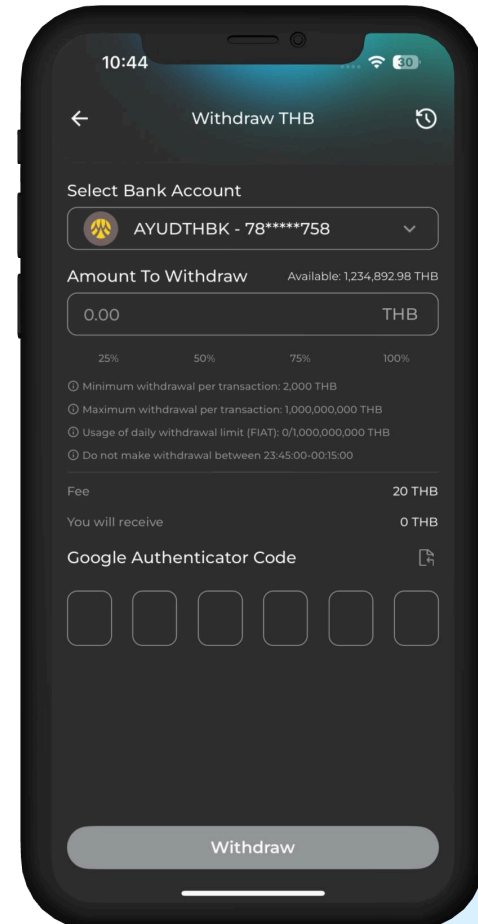 10:44
30
Withdraw THB
Select Bank Account
AYUDTHBK - 78*****758
Amount To Withdraw Available: 1,234,892.98 THB
0.00 THB
25% 50% 75% 100%
Minimum withdrawal per transaction: 2,000 THB
Maximum withdrawal per transaction: 1,000,000,000 THB
Usage of daily withdrawal limit (FIAT): 0/1,000,000,000 THB
Do not make withdrawal between 23:45:00-00:15:00
Fee 20 THB
You will receive 0 THB
Google Authenticator Code
Withdraw